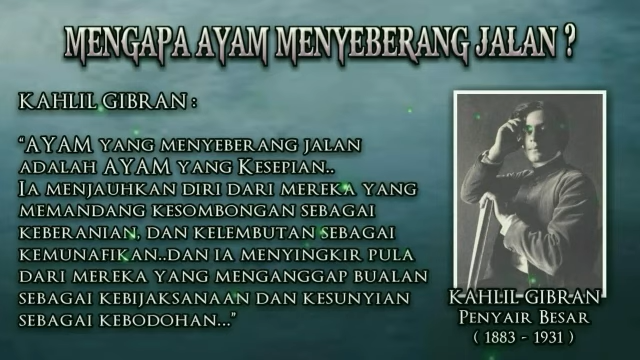 MENGAPA AYAM MENYEBERANG JALAN ?
KAHLIL GIBRAN :
“AYAM YANG MENYEBERANG JALAN
ADALAH AYAM YANG KESEPIAN..
IA MENJAUHKAN DIRI DARI MEREKA YANG
MEMANDANG KESOMBONGAN SEBAGAI
KEBERANIAN, DAN KELEMBUTAN SEBAGAI
KEMUNAFIKAN..DAN IA MENYINGKIR PULA
DARI MEREKA YANG MENGANGGAP BUALAN
SEBAGAI KEBIJAKSANAAN DAN KESUNYIAN
SEBAGAI KEBODOHAN...”
KAHLIL GIBRAN
PENYAIR BESAR
( 1883 - 1931 )